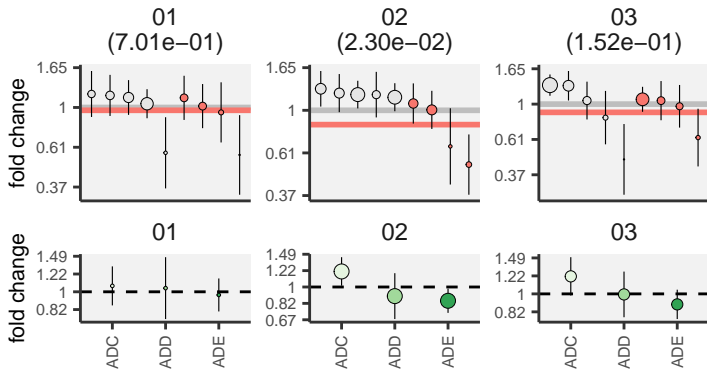 01 02 03
(7.01e−01) (2.30e−02) (1.52e−01)
fold change
1.65 1.65 1.65
1 1 1
0.61 0.61 0.61
0.37 0.37 0.37
01 02 03
fold change
1.49 1.49 1.49
1.22 1.22 1.22
1 1 1
0.82 0.82 0.82
0.67
ADC ADD ADE ADC ADD ADE ADC ADD ADE